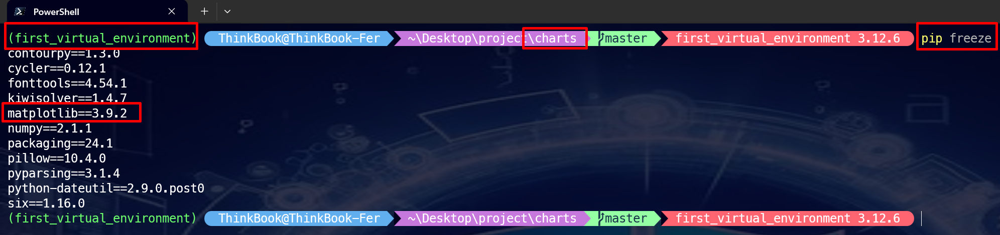 PowerShell
(first_virtual_environment) ThinkBook@ThinkBook-Fer ~\Desktop\project\charts master first_virtual_environment 3.12.6 pip freeze
contourpy==1.3.0
cycler==0.12.1
fonttools==4.54.1
kiwisolver==1.4.7
matplotlib==3.9.2
numpy==2.1.1
packaging==24.1
pillow==10.4.0
pyparsing==3.1.4
python-dateutil==2.9.0.post0
six==1.16.0
(first_virtual_environment) ThinkBook@ThinkBook-Fer ~\Desktop\project\charts master first_virtual_environment 3.12.6